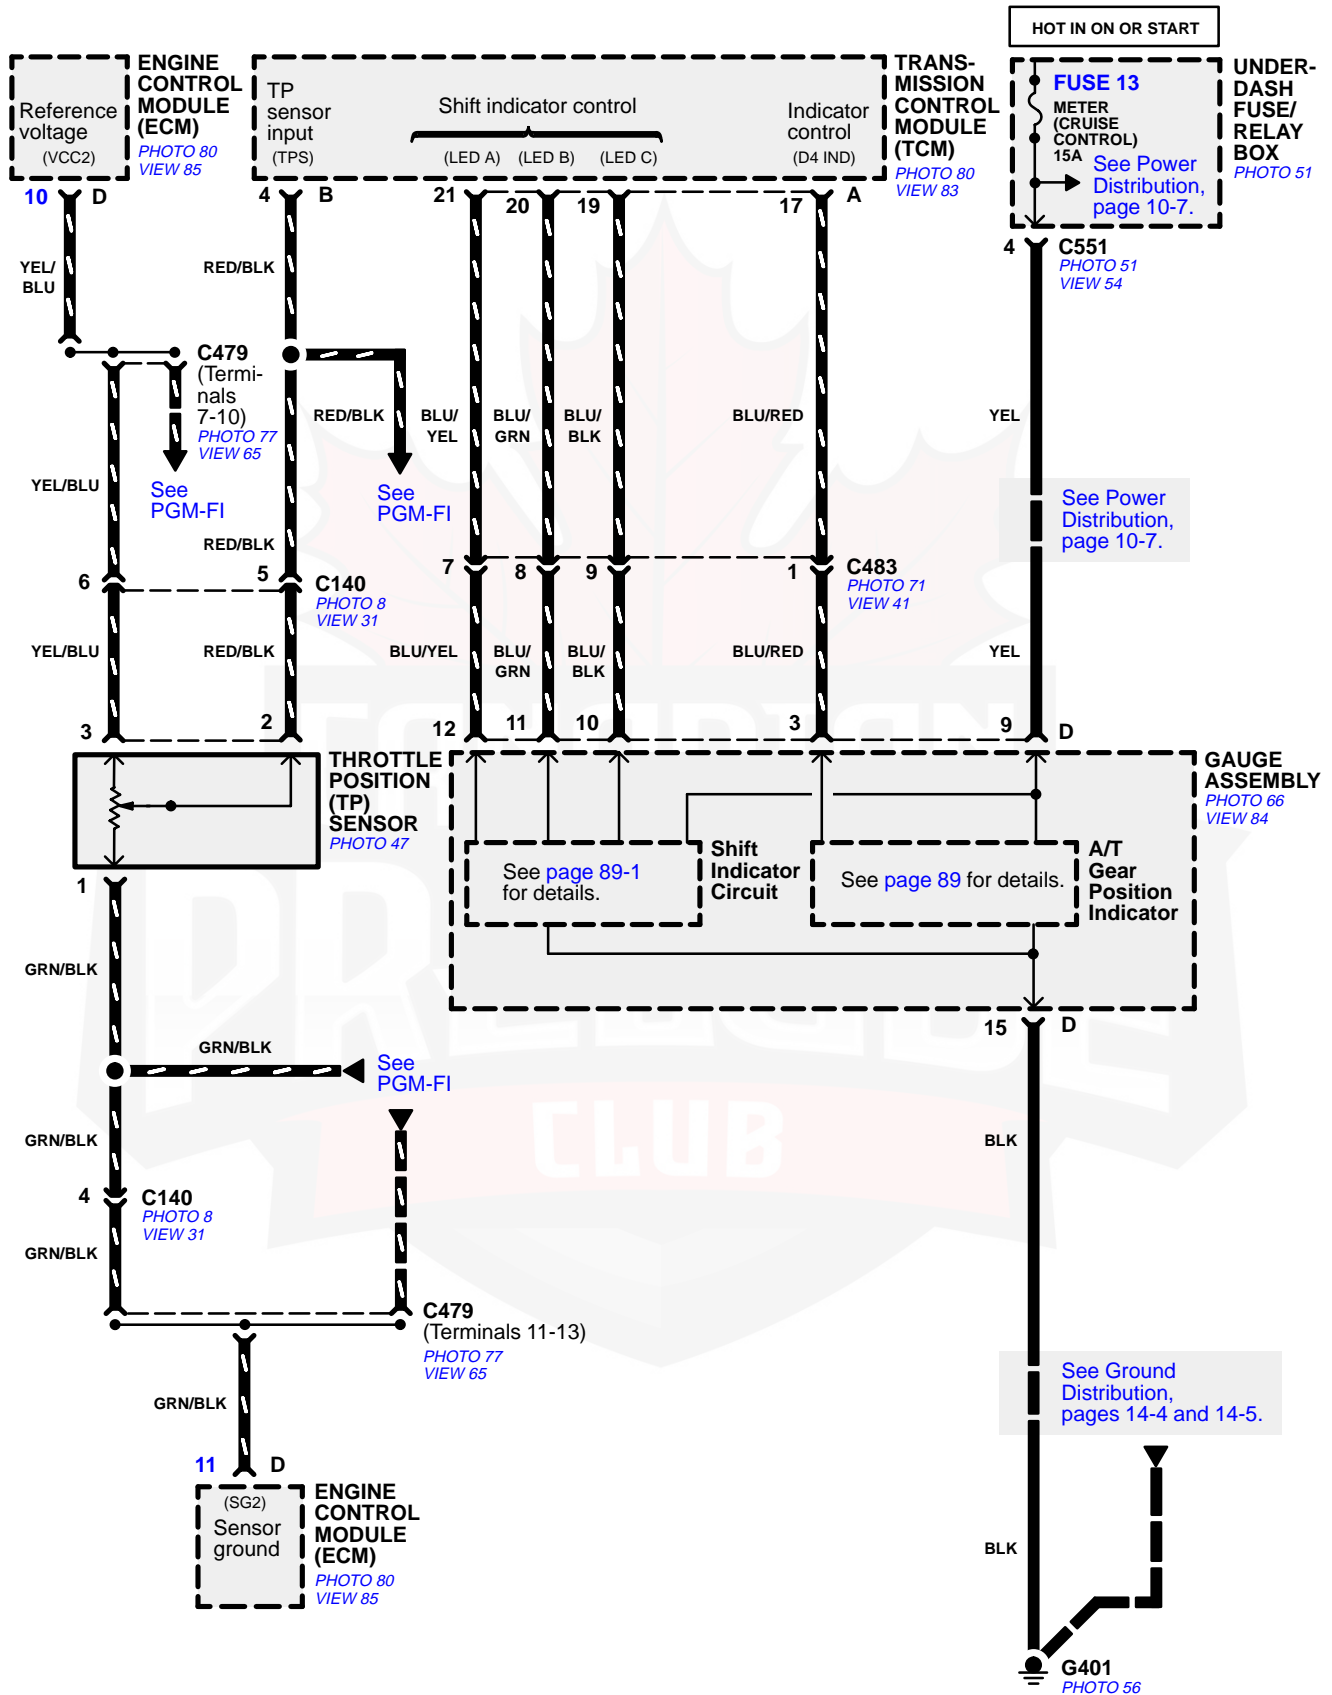 HOT IN ON OR START
ENGINE
CONTROL
MODULE
(ECM)
PHOTO 80
VIEW 85
Reference
voltage
(VCC2)
TP
sensor
input
(TPS)
Shift indicator control
(LED A) (LED B) (LED C)
Indicator
control
(D4 IND)
TRANS-
MISSION
CONTROL
MODULE
(TCM)
PHOTO 80
VIEW 83
FUSE 13
METER
(CRUISE
CONTROL)
15A
See Power
Distribution,
page 10-7.
UNDER-
DASH
FUSE/
RELAY
BOX
PHOTO 51
10 D
4 B
21
20
19
17
A
4 C551
PHOTO 51
VIEW 54
YEL/
BLU
RED/BLK
C479
(Termi-
nals
7-10)
PHOTO 77
VIEW 65
RED/BLK
BLU/
YEL
BLU/
GRN
BLU/
BLK
BLU/RED
YEL
YEL/BLU
See
PGM-FI
See
PGM-FI
See Power
Distribution,
page 10-7.
RED/BLK
6
5
C140
PHOTO 8
VIEW 31
7
8
9
1
C483
PHOTO 71
VIEW 41
YEL/BLU
RED/BLK
BLU/YEL
BLU/
GRN
BLU/
BLK
BLU/RED
YEL
3
2
12
11
10
3
9
D
THROTTLE
POSITION
(TP)
SENSOR
PHOTO 47
GAUGE
ASSEMBLY
PHOTO 66
VIEW 84
See page 89-1
for details.
Shift
Indicator
Circuit
See page 89 for details.
A/T
Gear
Position
Indicator
1
GRN/BLK
15
D
GRN/BLK
See
PGM-FI
PRELUDE
CLUB
GRN/BLK
BLK
4
C140
PHOTO 8
VIEW 31
GRN/BLK
C479
(Terminals 11-13)
PHOTO 77
VIEW 65
See Ground
Distribution,
pages 14-4 and 14-5.
GRN/BLK
11 D
(SG2)
Sensor
ground
ENGINE
CONTROL
MODULE
(ECM)
PHOTO 80
VIEW 85
BLK
G401
PHOTO 56